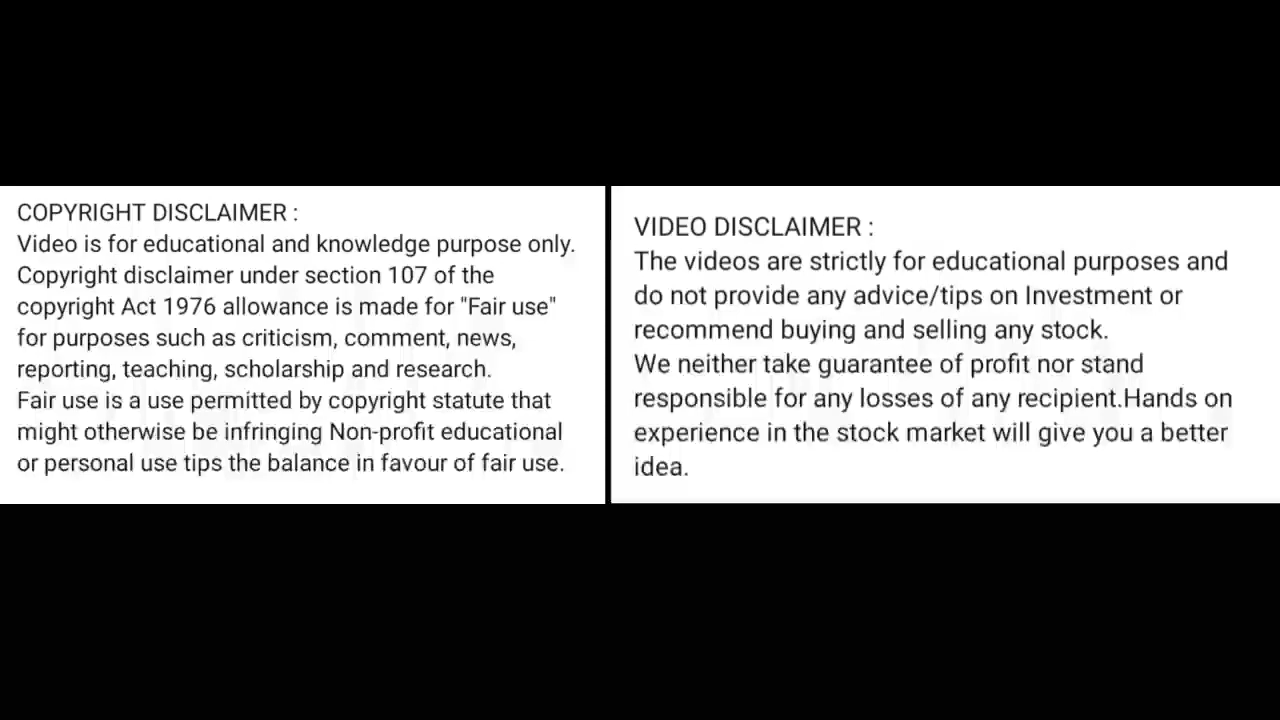 COPYRIGHT DISCLAIMER :
Video is for educational and knowledge purpose only.
Copyright disclaimer under section 107 of the
copyright Act 1976 allowance is made for "Fair use"
for purposes such as criticism, comment, news,
reporting, teaching, scholarship and research.
Fair use is a use permitted by copyright statute that
might otherwise be infringing Non-profit educational
or personal use tips the balance in favour of fair use.
VIDEO DISCLAIMER :
The videos are strictly for educational purposes and
do not provide any advice/tips on Investment or
recommend buying and selling any stock.
We neither take guarantee of profit nor stand
responsible for any losses of any recipient.Hands on
experience in the stock market will give you a better
idea.